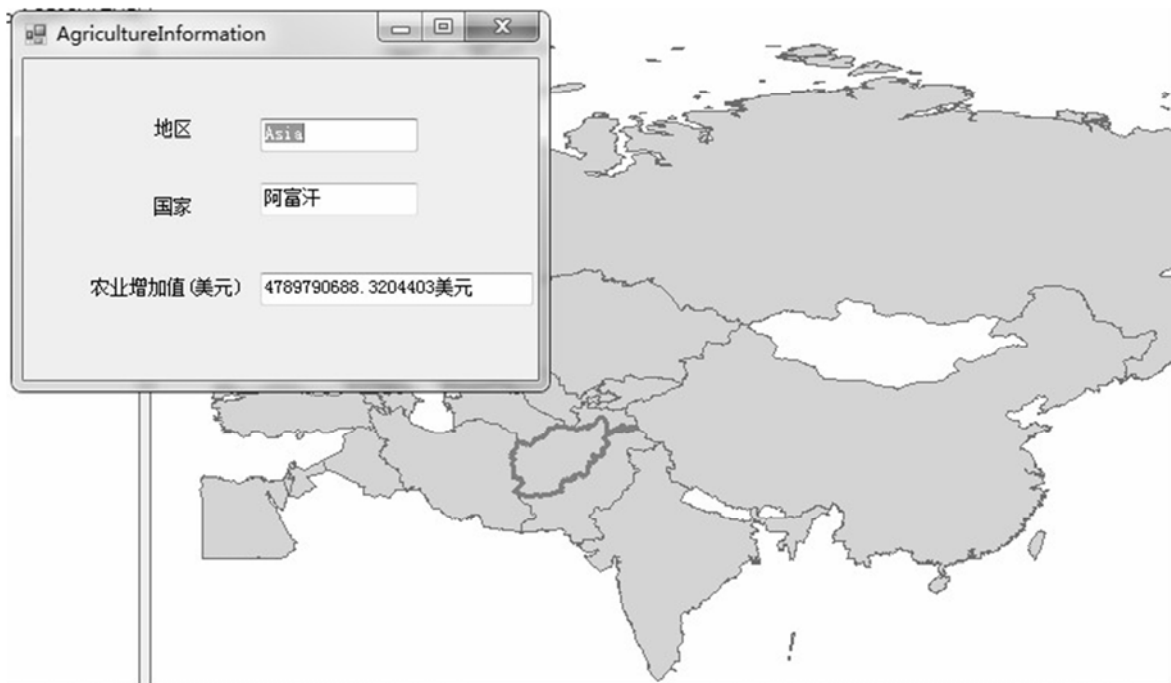 AgricultureInformation
地区
Asia
国家
阿富汗
农业增加值(美元)
4789790688.3204403美元